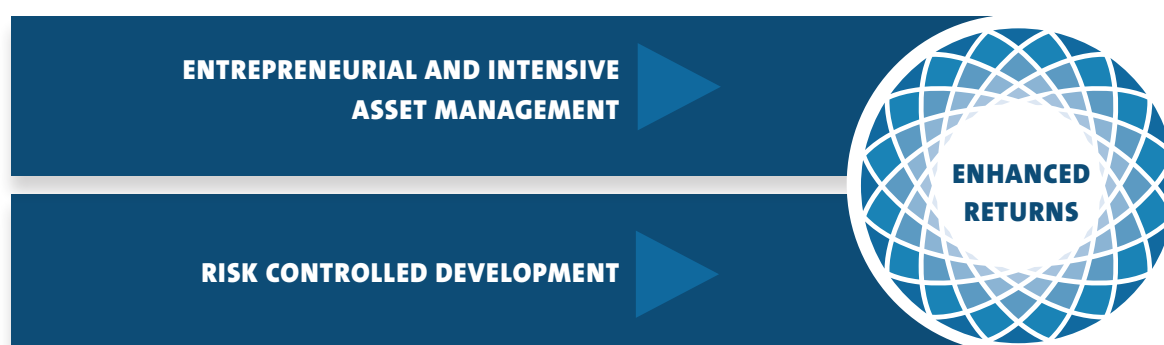 ENTREPRENEURIAL AND INTENSIVE
ASSET MANAGEMENT
ENHANCED
RETURNS
RISK CONTROLLED DEVELOPMENT